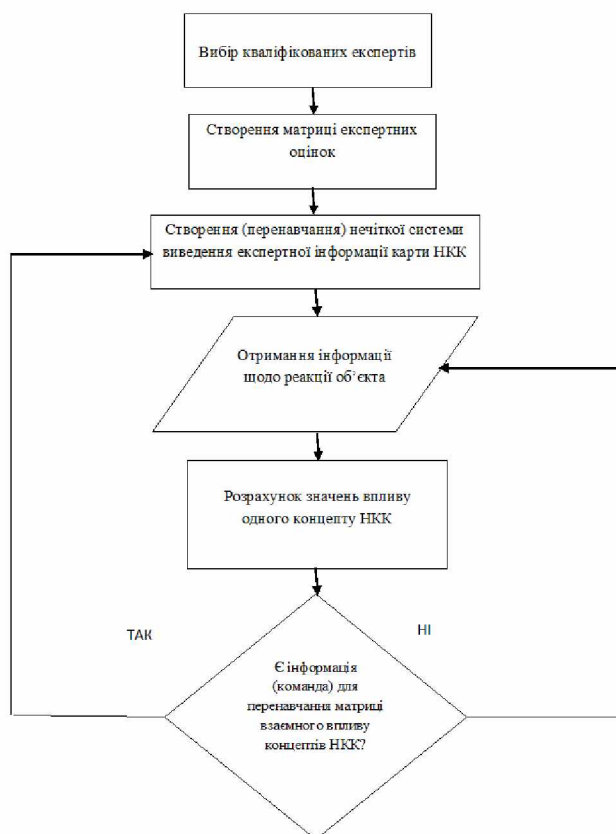 Вибір кваліфікованих експертів
Створення матриці експертних
оцінок
Створення (перенавчання) нечіткої системи
виведення експертної інформації карти НКК
Отримання інформації
щодо реакції об’єкта
Розрахунок значень впливу
одного концепту НКК
ТАК
НІ
Є інформація
(команда) для
перенавчання матриці
взаємного впливу
концептів НКК?